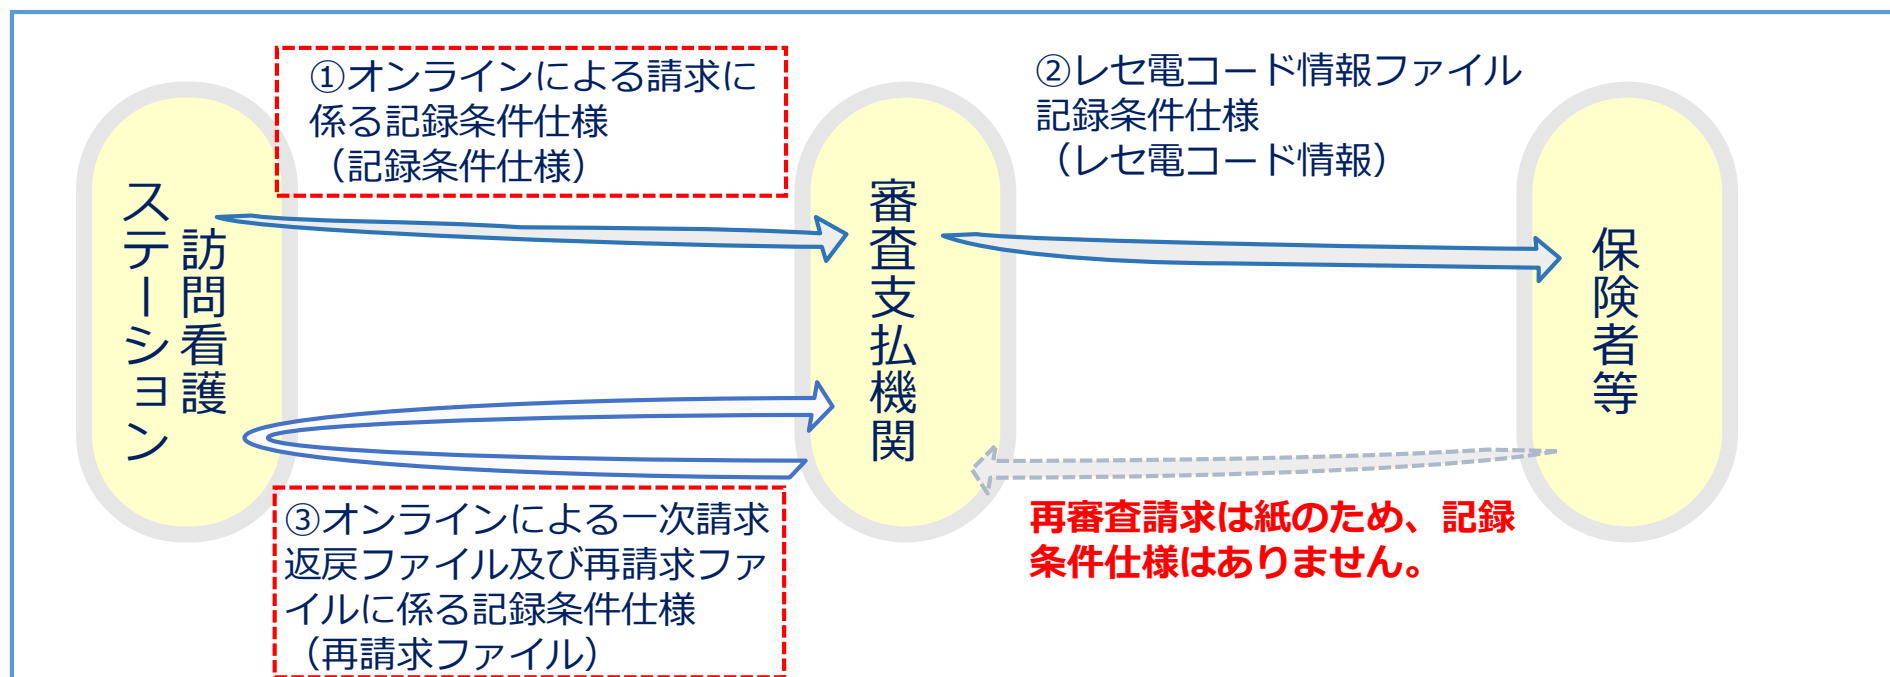 ①オンラインによる請求に
係る記録条件仕様
（記録条件仕様）
②レセ電コード情報ファイル
記録条件仕様
（レセ電コード情報）
訪問看護
ステーション
審査支払機関
保険者等
③オンラインによる一次請求
返戻ファイル及び再請求ファ
イルに係る記録条件仕様
（再請求ファイル）
再審査請求は紙のため、記録
条件仕様はありません。